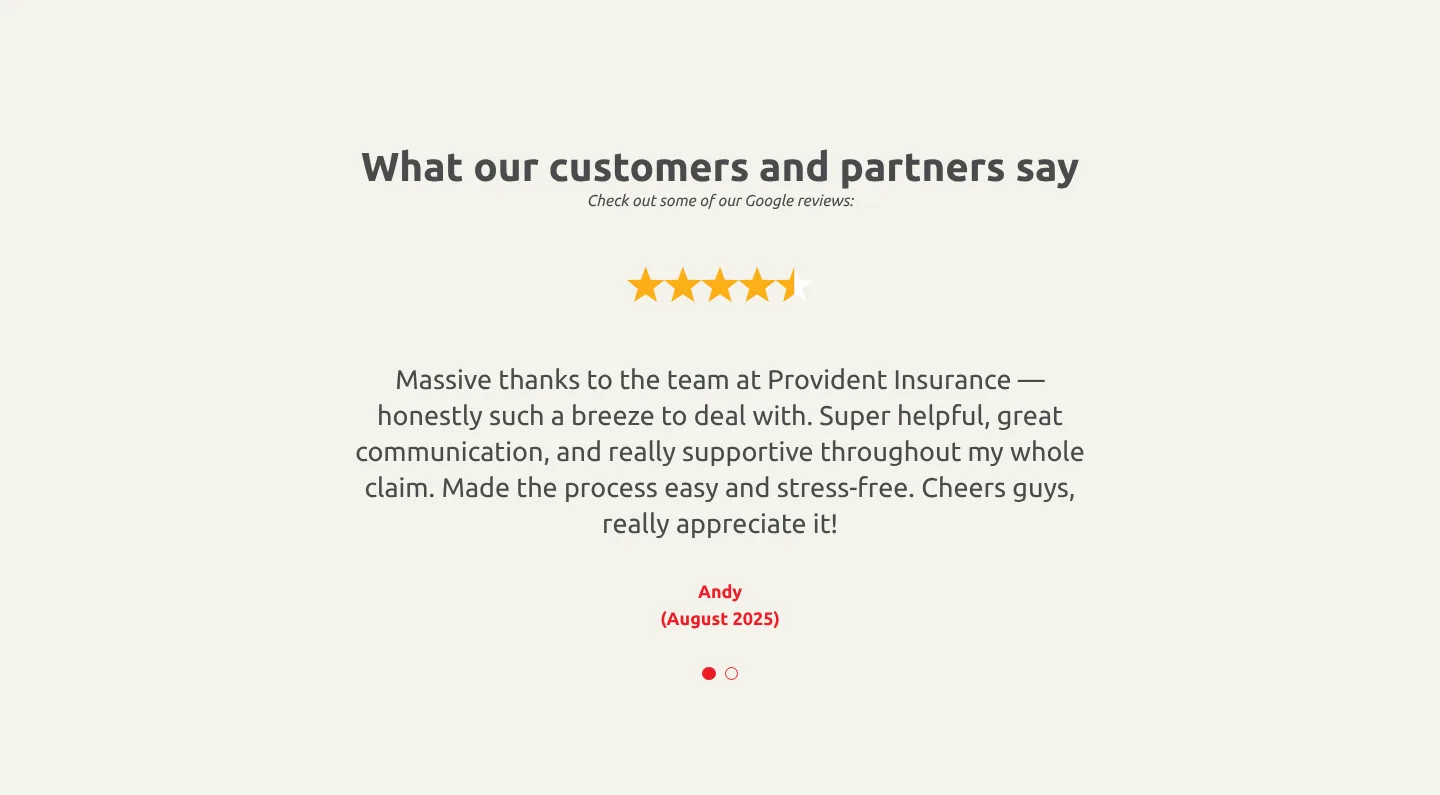 What our customers and partners say
Check out some of our Google reviews:
Massive thanks to the team at Provident Insurance —
honestly such a breeze to deal with. Super helpful, great
communication, and really supportive throughout my whole
claim. Made the process easy and stress-free. Cheers guys,
really appreciate it!
Andy
(August 2025)